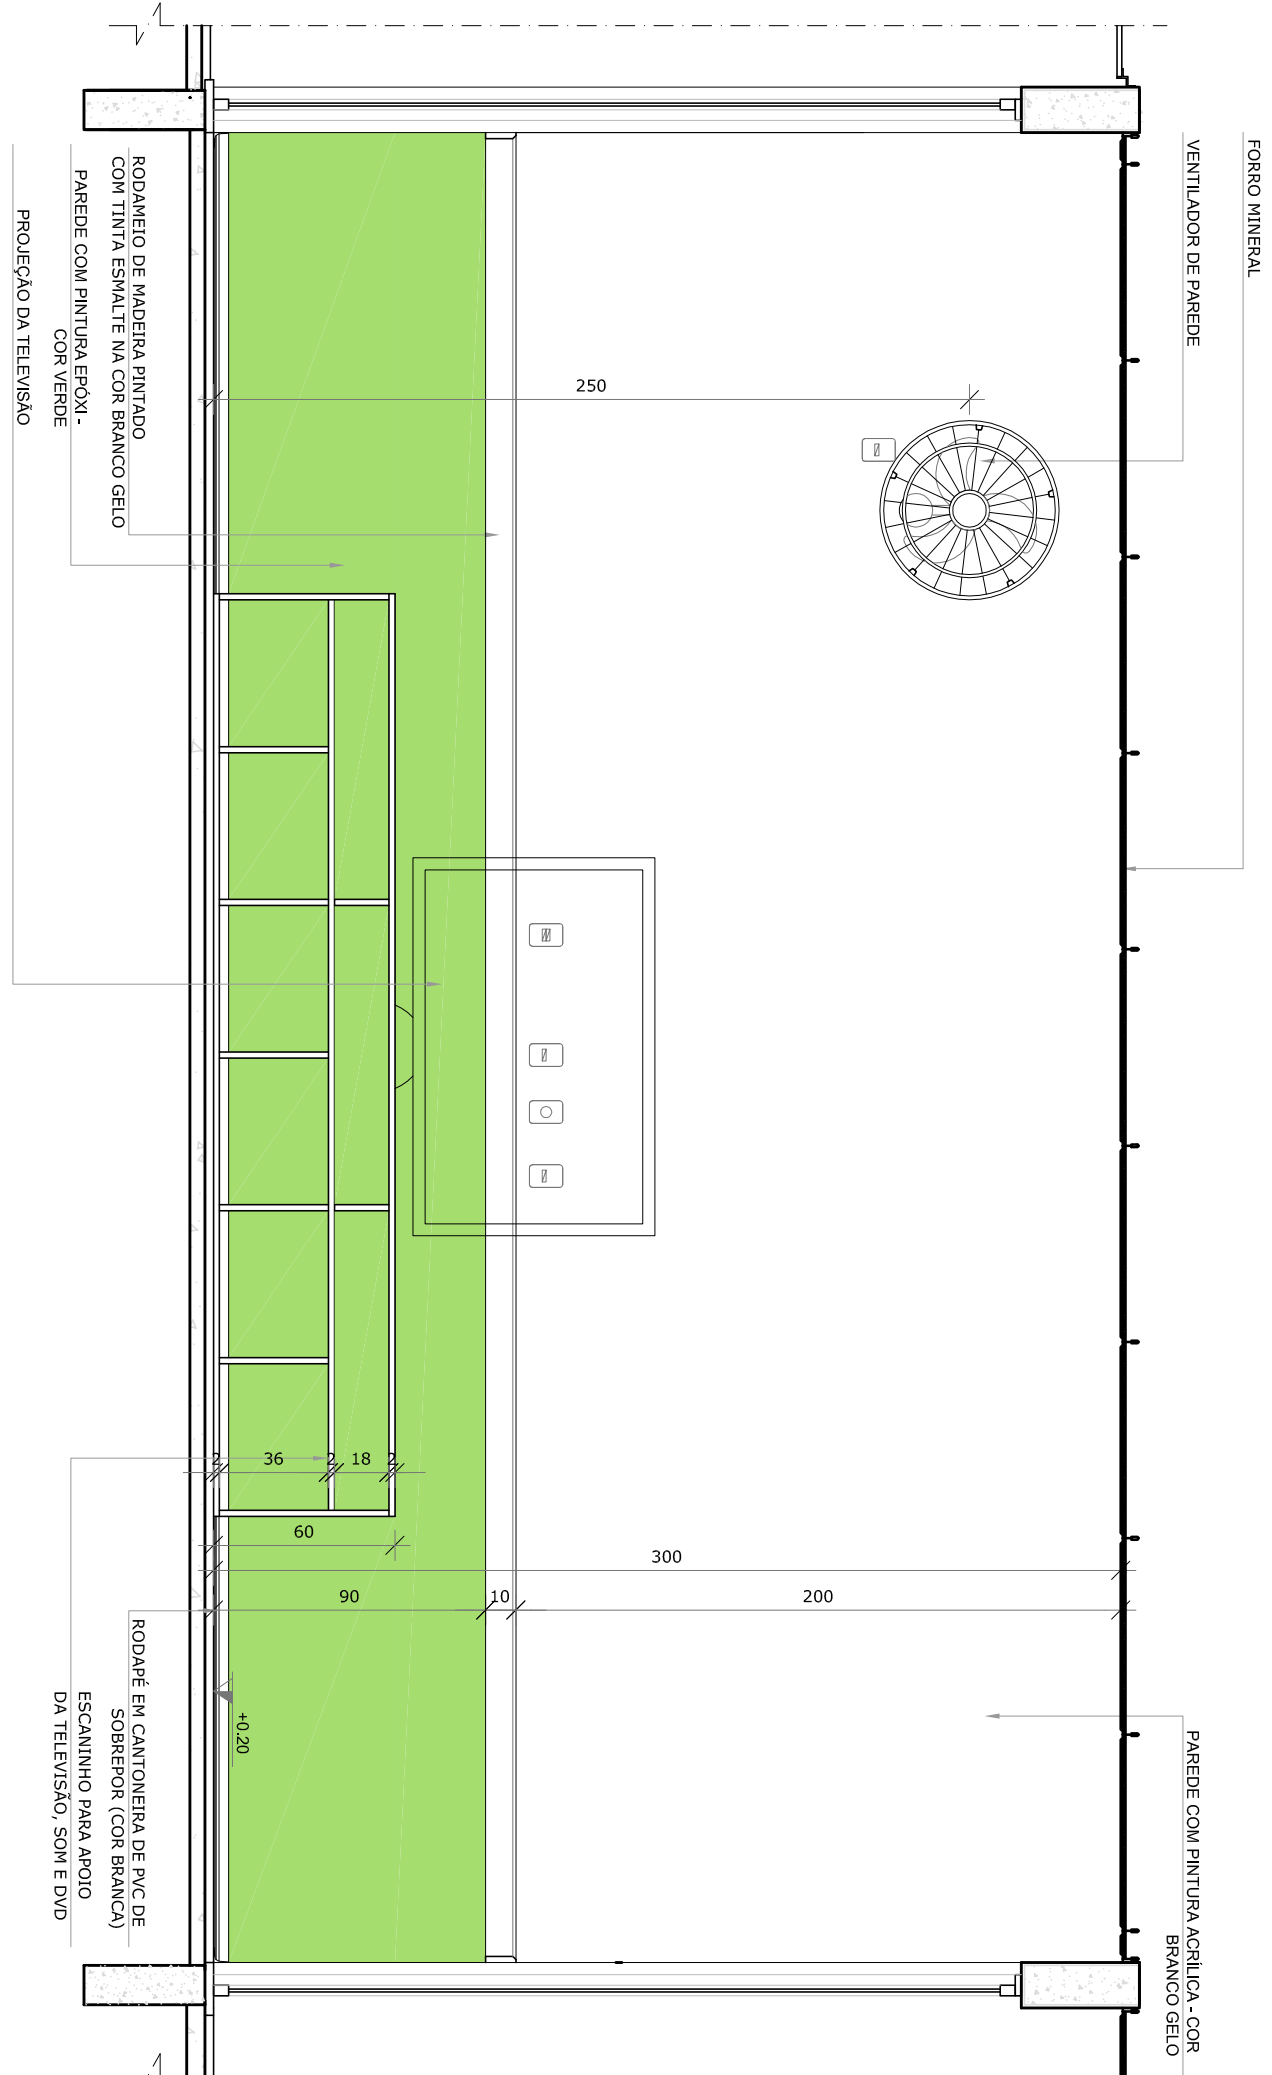 FORRO MINERAL
VENTILADOR DE PAREDE
PAREDE COM PINTURA ACRÍLICA - COR
BRANCO GELO
250
2
36
2
18
2
60
300
90
10
200
+0.20
RODAMEIO DE MADEIRA PINTADO
COM TINTA ESMALTE NA COR BRANCO GELO
PAREDE COM PINTURA EPÓXI -
COR VERDE
PROJEÇÃO DA TELEVISÃO
RODAPÉ EM CANTONEIRA DE PVC DE
SOBREPOR (COR BRANCA)
ESCANINHO PARA APOIO
DA TELEVISÃO, SOM E DVD